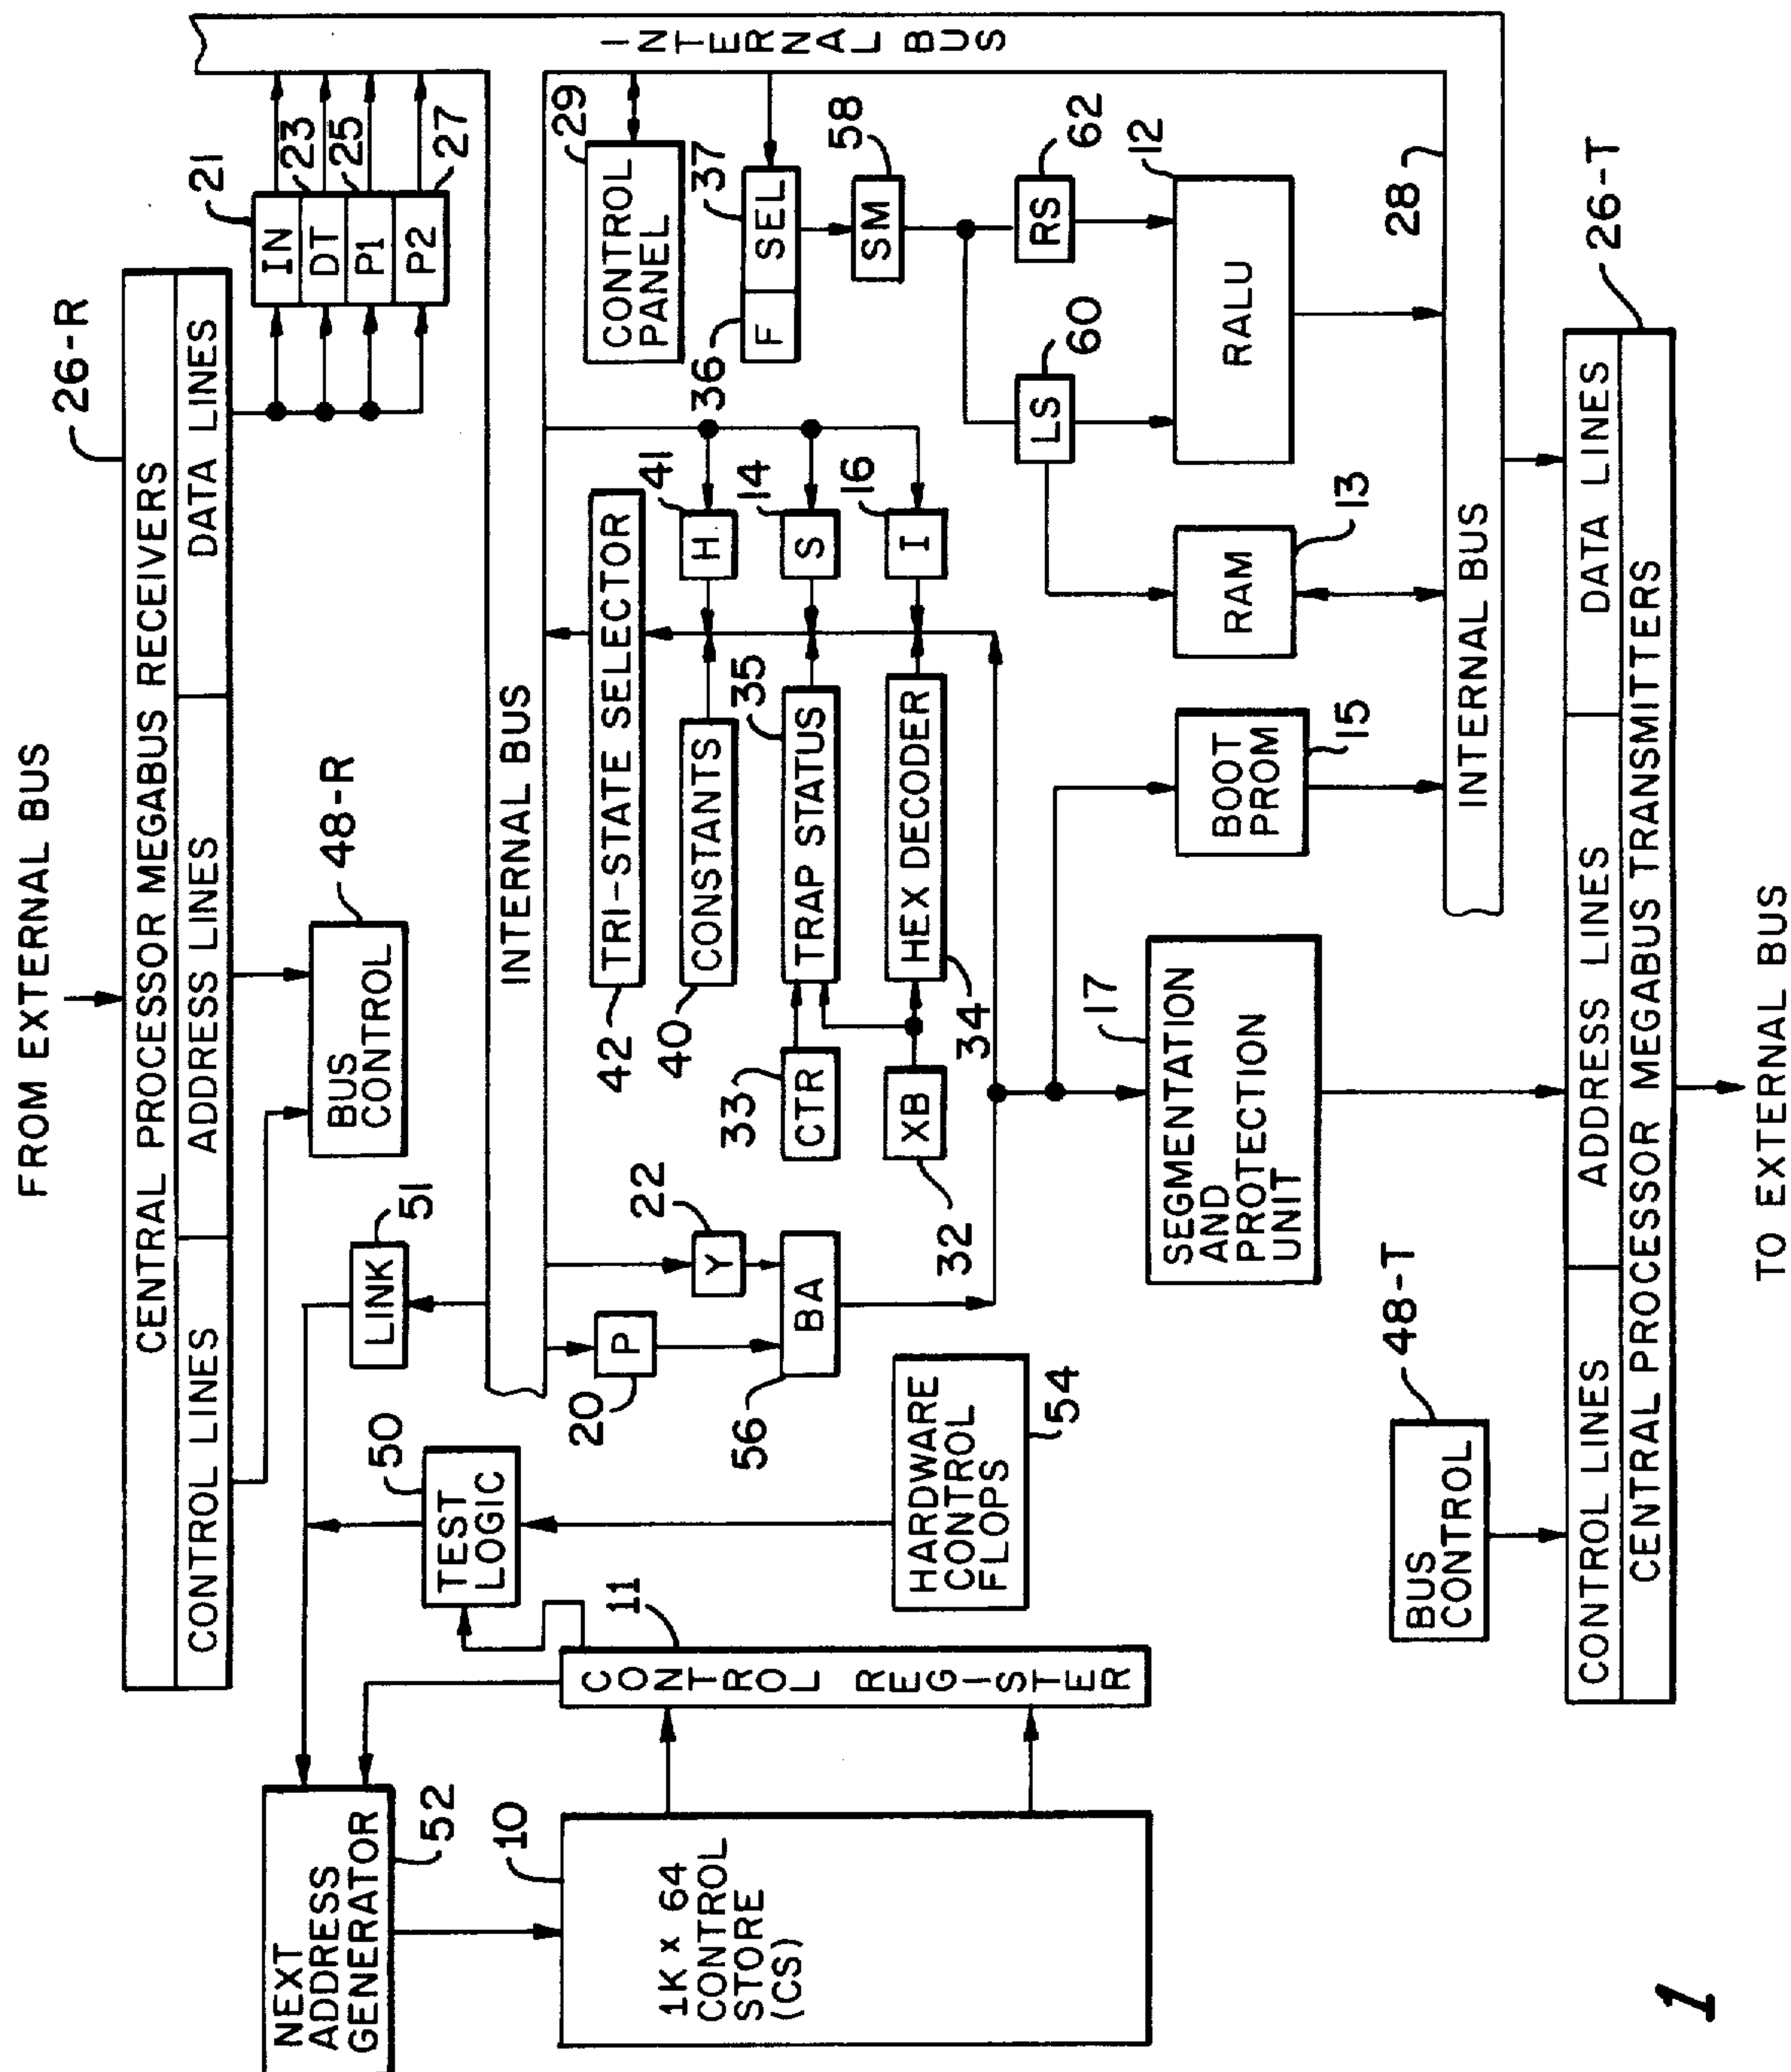 FROM EXTERNAL BUS
26-R
CENTRAL PROCESSOR MEGABUS RECEIVERS
CONTROL LINES
ADDRESS LINES
DATA LINES
NEXT
ADDRESS
GENERATOR
52
50
TEST
LOGIC
LINK
51
BUS
CONTROL
48-R
21
IN
DT
P1
P2
23
25
27
INTERNAL BUS
INTERNAL BUS
10
1K x 64
CONTROL
STORE
(CS)
11
CONTROL REGISTER
HARDWARE
CONTROL
FLOPS
54
20
P
Y
22
56
BA
42
TRI-STATE SELECTOR
40
CONSTANTS
H
41
33
CTR
TRAP STATUS
35
S
14
32
XB
HEX DECODER
34
I
16
CONTROL
PANEL
29
36
F
SEL
37
SM
58
LS
60
RS
62
SEGMENTATION
AND
PROTECTION
UNIT
17
BOOT
PROM
15
RAM
13
RALU
12
28
INTERNAL BUS
BUS
CONTROL
48-T
26-T
CONTROL LINES
ADDRESS LINES
DATA LINES
CENTRAL PROCESSOR MEGABUS TRANSMITTERS
TO EXTERNAL BUS
1